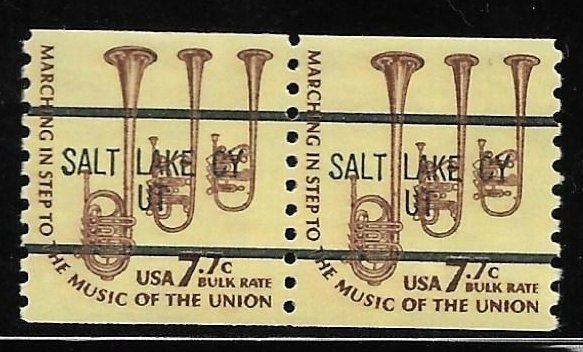 MARCHING IN STEP TO THE MUSIC OF THE UNION
SALT LAKE CY
UT
USA 7.7c
BULK RATE
MARCHING IN STEP TO THE MUSIC OF THE UNION
SALT LAKE CY
UT
USA 7.7c
BULK RATE